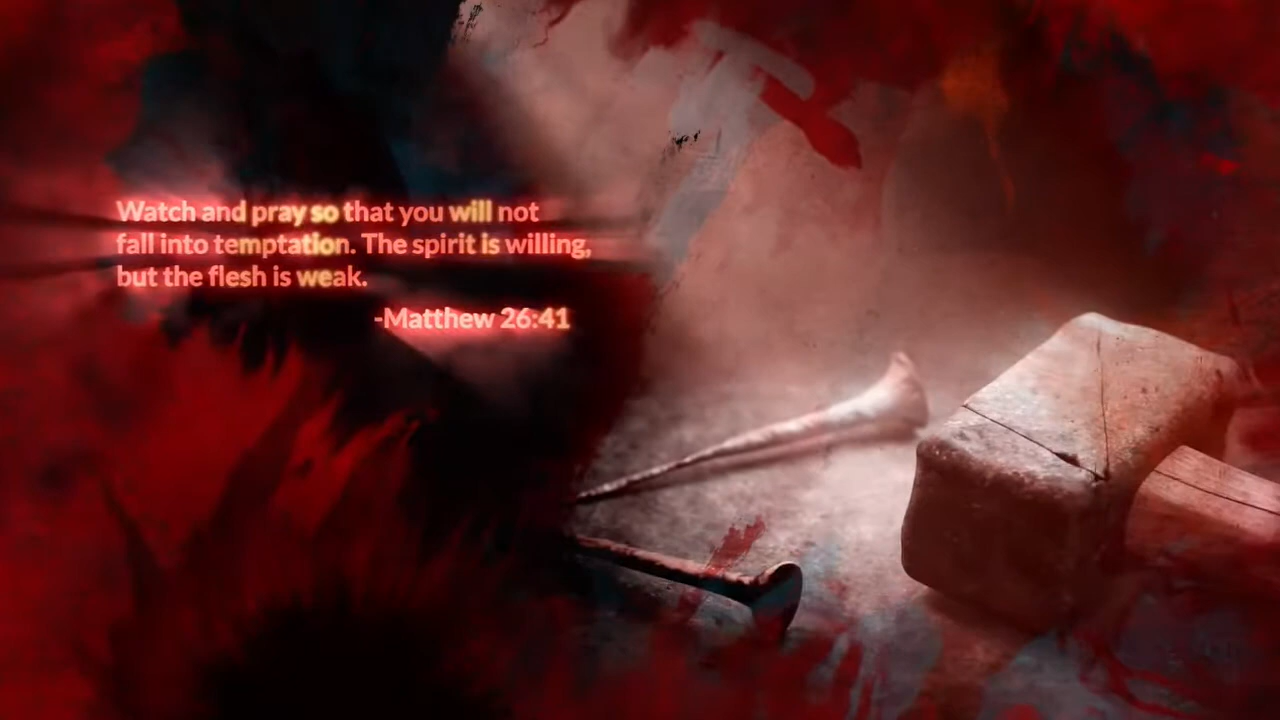 Watch and pray so that you will not
fall into temptation. The spirit is willing,
but the flesh is weak.
-Matthew 26:41